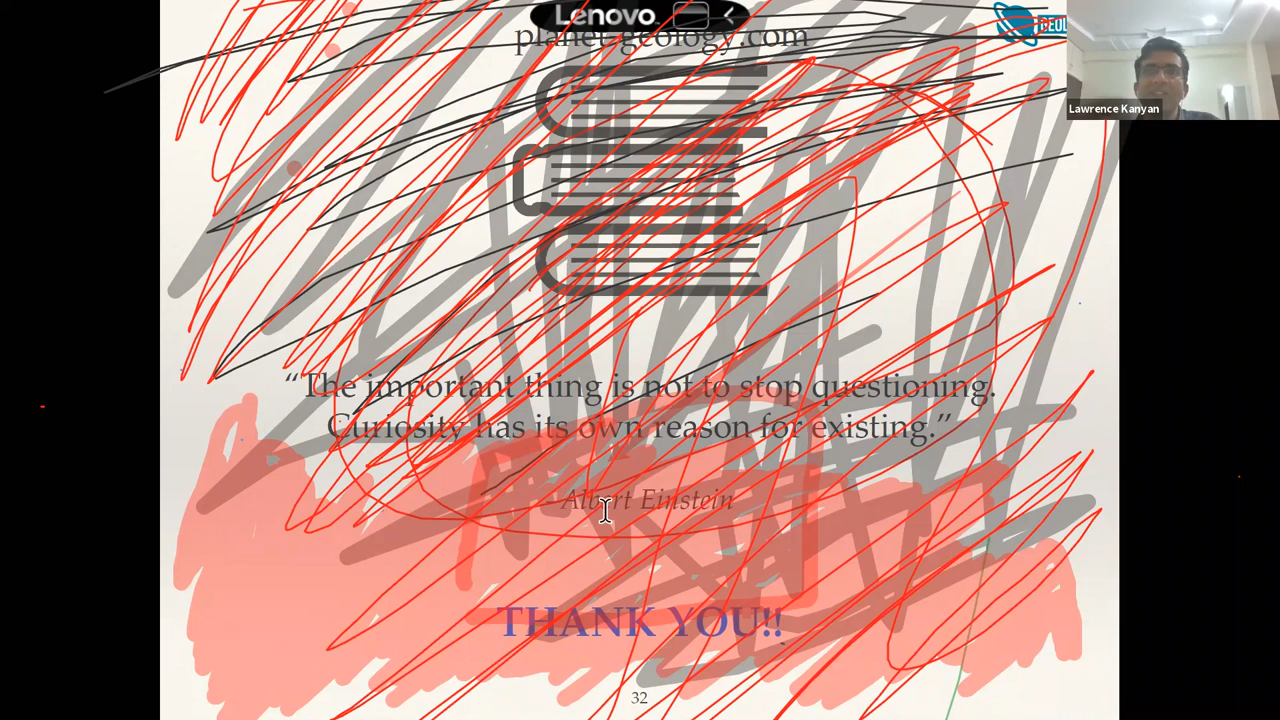 Lenovo
planet-geology.com
GEOL
Lawrence Kanyan
“The important thing is not to stop questioning.
Curiosity has its own reason for existing.”
- Albert Einstein
THANK YOU!!
32